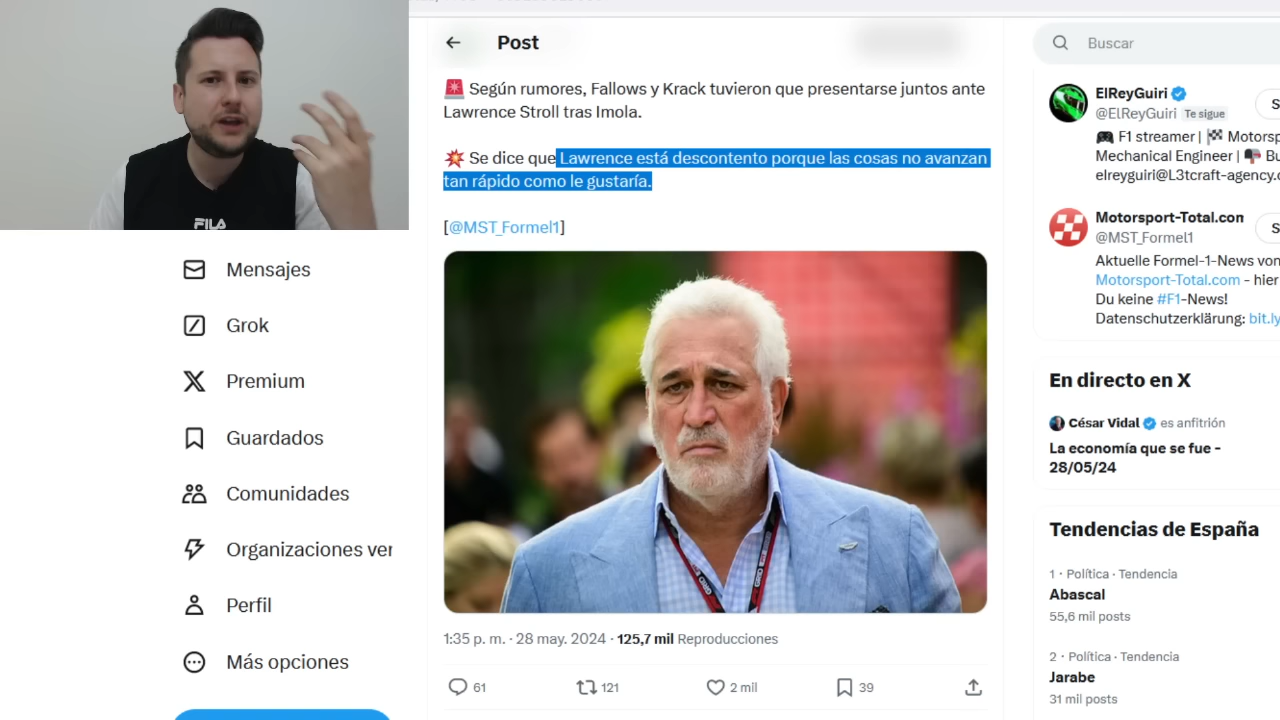 Post
🚨 Según rumores, Fallows y Krack tuvieron que presentarse juntos ante
Lawrence Stroll tras Imola.
💥 Se dice que Lawrence está descontento porque las cosas no avanzan
tan rápido como le gustaría.
[@MST_Formel1]
1:35 p. m. · 28 may. 2024 · 125,7 mil Reproducciones
61
121
2 mil
39
FILA
Mensajes
Grok
Premium
Guardados
Comunidades
Organizaciones ver
Perfil
Más opciones
Buscar
ElReyGuiri
@ElReyGuiri Te sigue
🎮 F1 streamer | 🏁 Motorsp
Mechanical Engineer | 📬 Bu
elreyguiri@L3tcraft-agency.c
Motorsport-Total.con
@MST_Formel1
Aktuelle Formel-1-News von
Motorsport-Total.com - hier
Du keine #F1-News!
Datenschutzerklärung: bit.ly
En directo en X
César Vidal es anfitrión
La economía que se fue -
28/05/24
Tendencias de España
1 · Política · Tendencia
Abascal
55,6 mil posts
2 · Política · Tendencia
Jarabe
31 mil posts